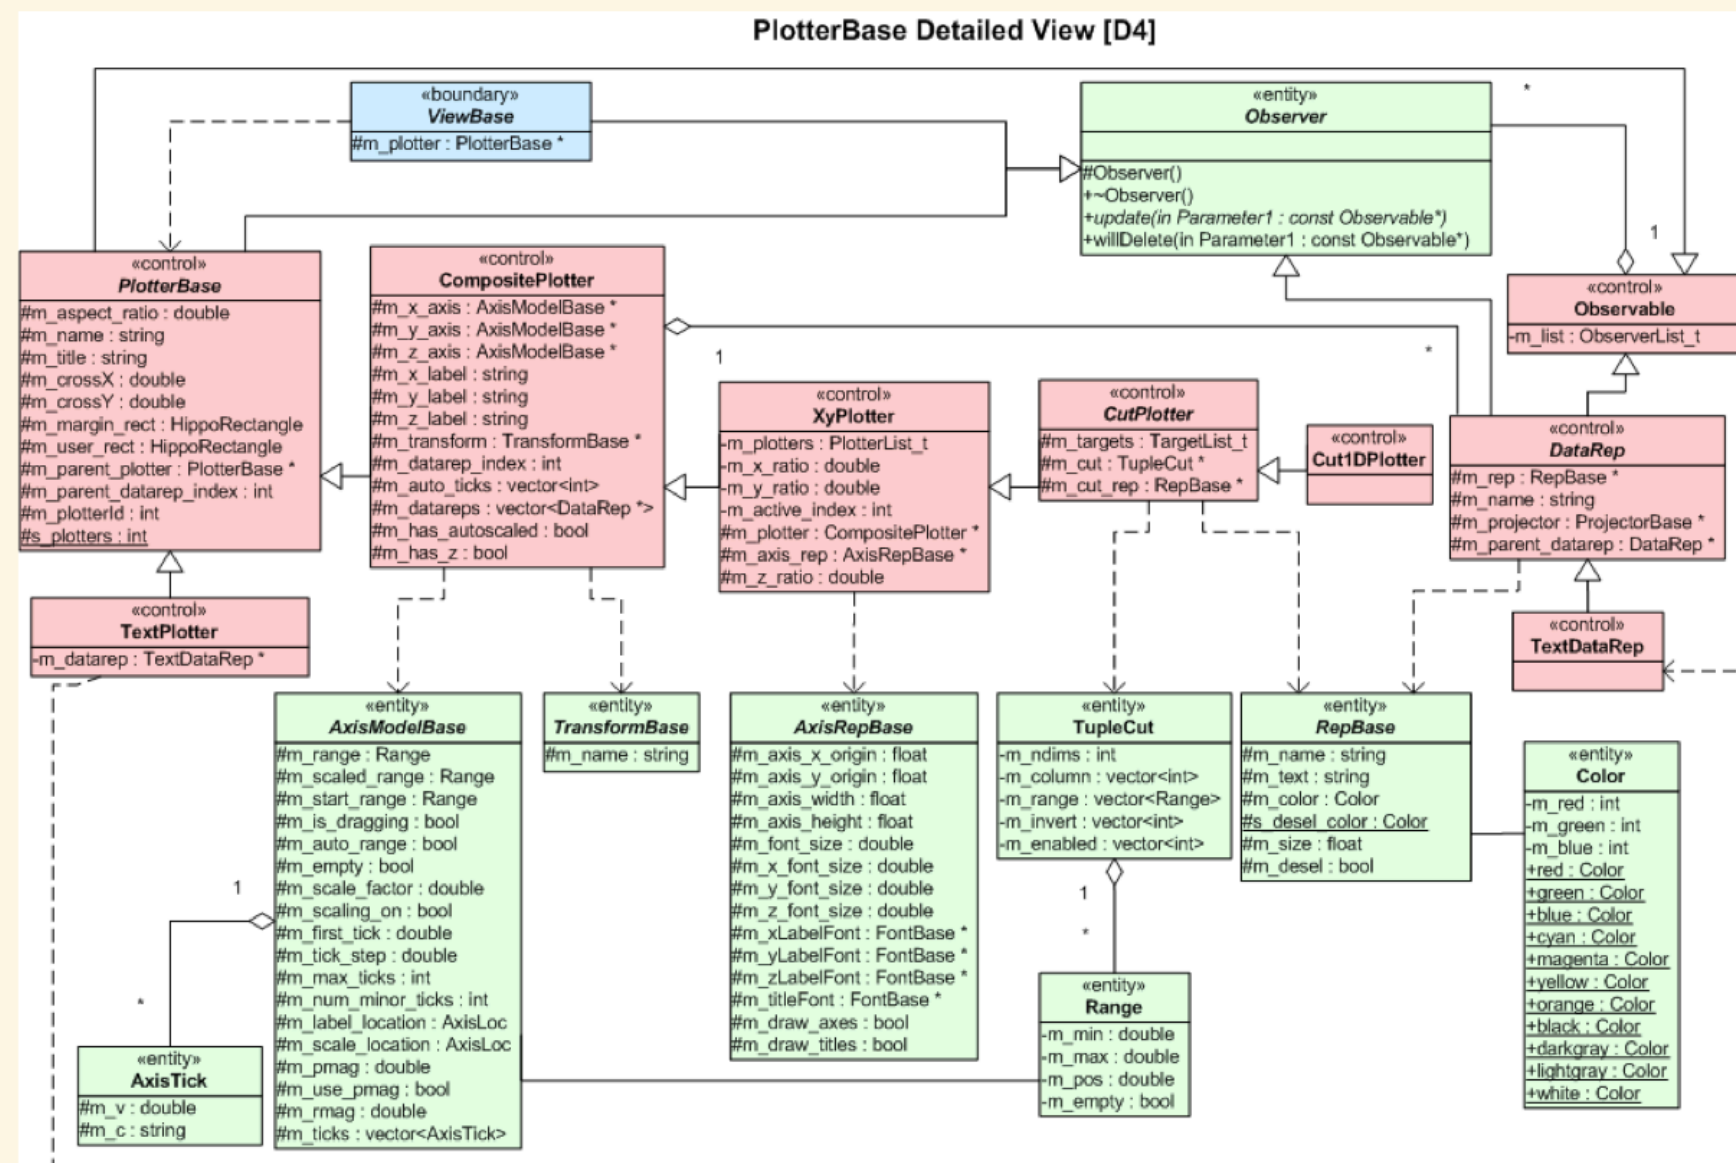 PlotterBase Detailed View [D4]
«boundary»
ViewBase
#m_plotter : PlotterBase *
«entity»
Observer
#Observer()
+~Observer()
+update(in Parameter1 : const Observable*)
+willDelete(in Parameter1 : const Observable*)
*
1
«control»
PlotterBase
#m_aspect_ratio : double
#m_name : string
#m_title : string
#m_crossX : double
#m_crossY : double
#m_margin_rect : HippoRectangle
#m_user_rect : HippoRectangle
#m_parent_plotter : PlotterBase *
#m_parent_datarep_index : int
#m_plotterId : int
#s_plotters : int
«control»
CompositePlotter
#m_x_axis : AxisModelBase *
#m_y_axis : AxisModelBase *
#m_z_axis : AxisModelBase *
#m_x_label : string
#m_y_label : string
#m_z_label : string
#m_transform : TransformBase *
#m_datarep_index : int
#m_auto_ticks : vector<int>
#m_datareps : vector<DataRep *>
#m_has_autoscaled : bool
#m_has_z : bool
1
*
«control»
Observable
-m_list : ObserverList_t
«control»
XyPlotter
-m_plotters : PlotterList_t
-m_x_ratio : double
-m_y_ratio : double
-m_active_index : int
#m_plotter : CompositePlotter *
#m_axis_rep : AxisRepBase *
#m_z_ratio : double
«control»
CutPlotter
#m_targets : TargetList_t
#m_cut : TupleCut *
#m_cut_rep : RepBase *
«control»
Cut1DPlotter
«control»
DataRep
#m_rep : RepBase *
#m_name : string
#m_projector : ProjectorBase *
#m_parent_datarep : DataRep *
«control»
TextPlotter
-m_datarep : TextDataRep *
«control»
TextDataRep
«entity»
AxisModelBase
#m_range : Range
#m_scaled_range : Range
#m_start_range : Range
#m_is_dragging : bool
#m_auto_range : bool
#m_empty : bool
#m_scale_factor : double
#m_scaling_on : bool
#m_first_tick : double
#m_tick_step : double
#m_max_ticks : int
#m_num_minor_ticks : int
#m_label_location : AxisLoc
#m_scale_location : AxisLoc
#m_pmag : double
#m_use_pmag : bool
#m_rmag : double
#m_ticks : vector<AxisTick>
«entity»
TransformBase
#m_name : string
«entity»
AxisRepBase
#m_axis_x_origin : float
#m_axis_y_origin : float
#m_axis_width : float
#m_axis_height : float
#m_font_size : double
#m_x_font_size : double
#m_y_font_size : double
#m_z_font_size : double
#m_xLabelFont : FontBase *
#m_yLabelFont : FontBase *
#m_zLabelFont : FontBase *
#m_titleFont : FontBase *
#m_draw_axes : bool
#m_draw_titles : bool
«entity»
TupleCut
-m_ndims : int
-m_column : vector<int>
-m_range : vector<Range>
-m_invert : vector<int>
-m_enabled : vector<int>
«entity»
RepBase
#m_name : string
#m_text : string
#m_color : Color
#s_desel_color : Color
#m_size : float
#m_desel : bool
«entity»
Color
-m_red : int
-m_green : int
-m_blue : int
+red : Color
+green : Color
+blue : Color
+cyan : Color
+magenta : Color
+yellow : Color
+orange : Color
+black : Color
+darkgray : Color
+lightgray : Color
+white : Color
1
*
1
*
«entity»
Range
-m_min : double
-m_max : double
-m_pos : double
-m_empty : bool
«entity»
AxisTick
#m_v : double
#m_c : string